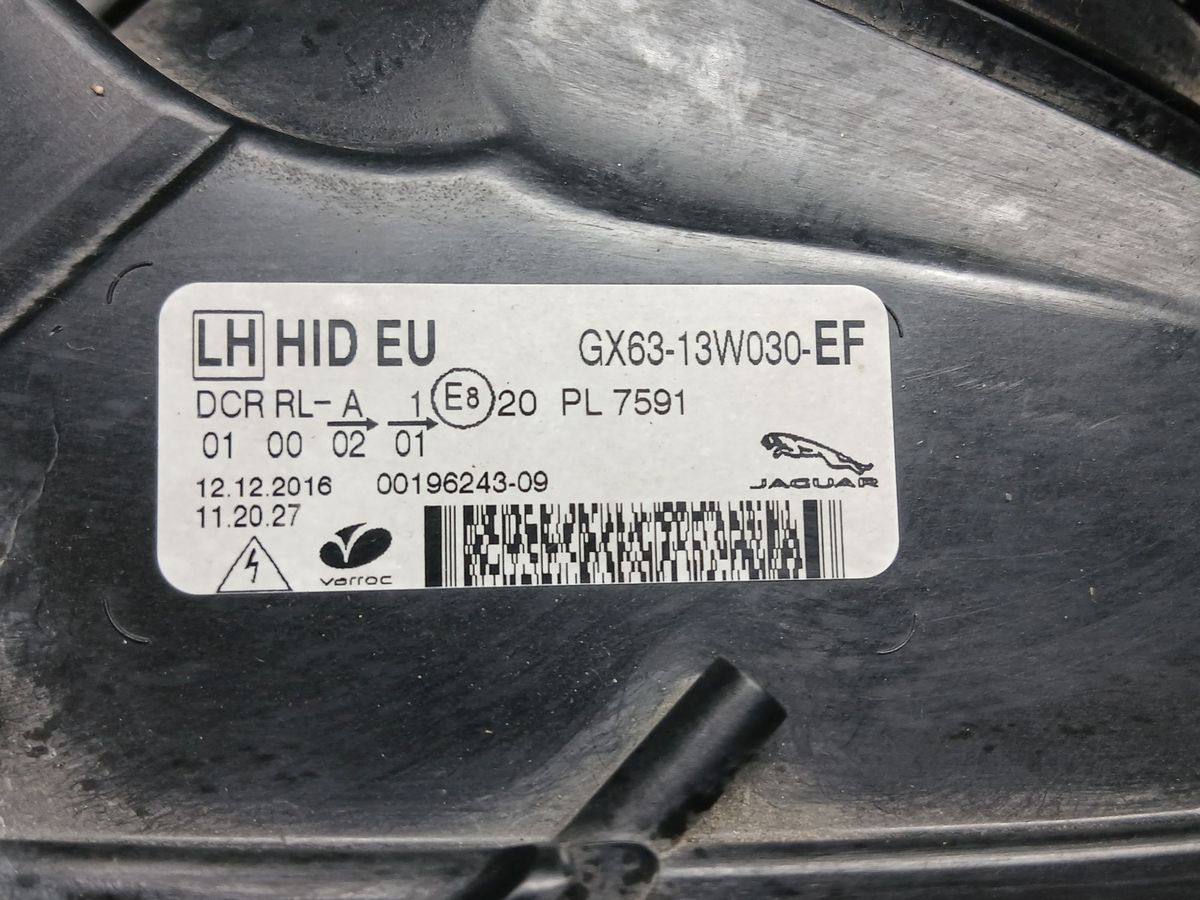 LH HID EU GX63-13W030-EF
DCR RL- A 1 E8 20 PL 7591
01 00 02 01
JAGUAR
12.12.2016 00196243-09
11.20.27
varroc